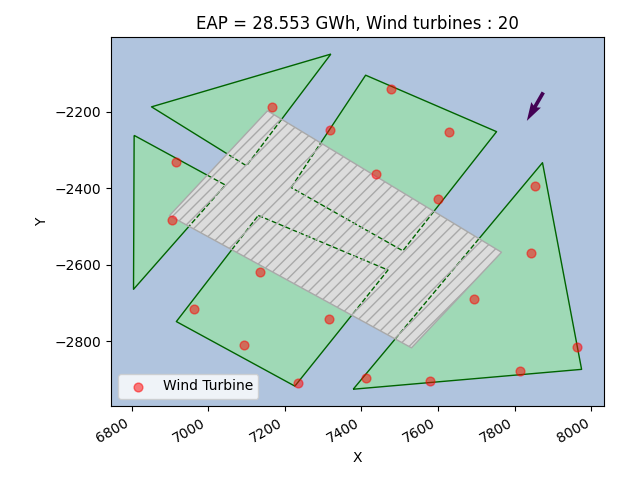 EAP = 28.553 GWh, Wind turbines : 20
Y
−2200
−2400
−2600
−2800
Wind Turbine
6800 7000 7200 7400 7600 7800 8000
X